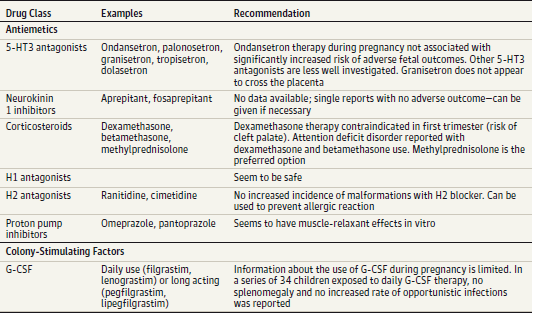 Drug Class Examples Recommendation
Antiemetics
5-HT3 antagonists Ondansetron, palonosetron, Ondansetron therapy during pregnancy not associated with
granisetron, tropisetron, significantly increased risk of adverse fetal outcomes. Other 5-HT3
dolasetron antagonists are less well investigated. Granisetron does not appear
to cross the placenta
Neurokinin Aprepitant, fosaprepitant No data available; single reports with no adverse outcome—can be
1 inhibitors given if necessary
Corticosteroids Dexamethasone, Dexamethasone therapy contraindicated in first trimester (risk of
betamethasone, cleft palate). Attention deficit disorder reported with
methylprednisolone dexamethasone and betamethasone use. Methylprednisolone is the
preferred option
H1 antagonists Seem to be safe
H2 antagonists Ranitidine, cimetidine No increased incidence of malformations with H2 blocker. Can be
used to prevent allergic reaction
Proton pump Omeprazole, pantoprazole Seems to have muscle-relaxant effects in vitro
inhibitors
Colony-Stimulating Factors
G-CSF Daily use (filgrastim, Information about the use of G-CSF during pregnancy is limited. In
lenograstim) or long acting a series of 34 children exposed to daily G-CSF therapy, no
(pegfilgrastim, splenomegaly and no increased rate of opportunistic infections
lipegfilgrastim) was reported